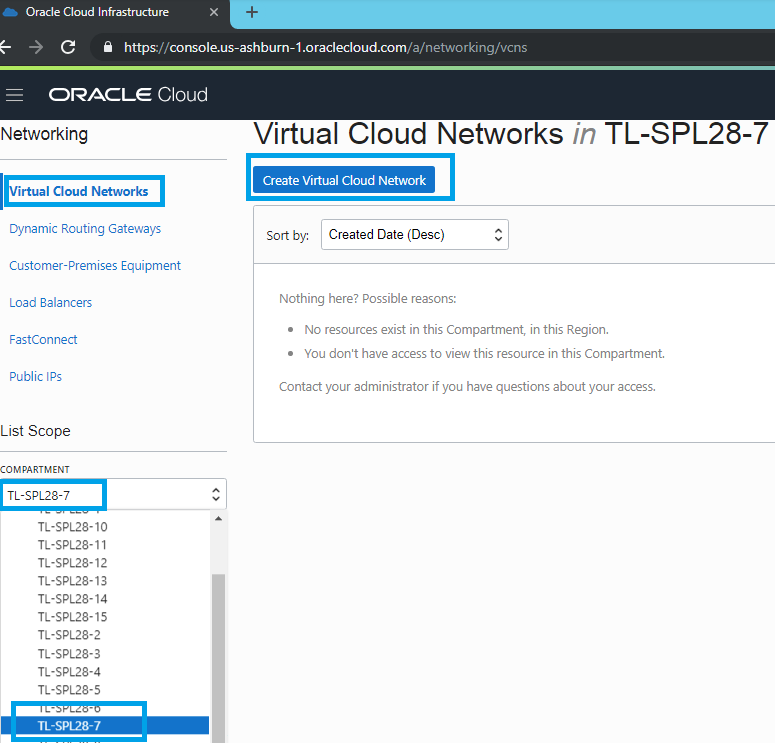 Oracle Cloud Infrastructure
https://console.us-ashburn-1.oraclecloud.com/a/networking/vcns
ORACLE Cloud
Networking
Virtual Cloud Networks
Dynamic Routing Gateways
Customer-Premises Equipment
Load Balancers
FastConnect
Public IPs
List Scope
COMPARTMENT
TL-SPL28-7
TL-SPL28-10
TL-SPL28-11
TL-SPL28-12
TL-SPL28-13
TL-SPL28-14
TL-SPL28-15
TL-SPL28-2
TL-SPL28-3
TL-SPL28-4
TL-SPL28-5
TL-SPL28-6
TL-SPL28-7
Virtual Cloud Networks in TL-SPL28-7
Create Virtual Cloud Network
Sort by: Created Date (Desc)
Nothing here? Possible reasons:
• No resources exist in this Compartment, in this Region.
• You don't have access to view this resource in this Compartment.
Contact your administrator if you have questions about your access.